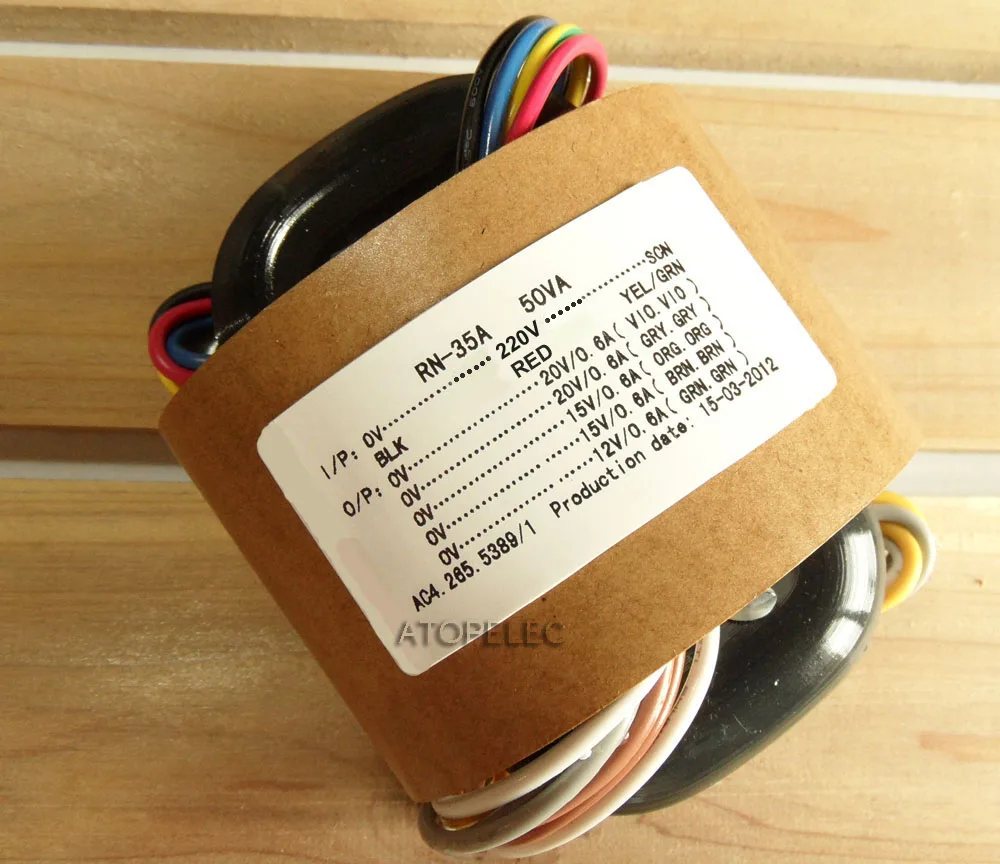 RN-35A 50VA
I/P: 0V............220V............SCN
BLK RED YEL/GRN
O/P: 0V............20V/0.6A( VIO.VIO )
0V............20V/0.6A( GRY.GRY )
0V............15V/0.6A( ORG.ORG )
0V............15V/0.6A( BRN.BRN )
0V............12V/0.6A( GRN.GRN )
AC4.265.5389/1 Production date: 15-03-2012
ATOPELEC